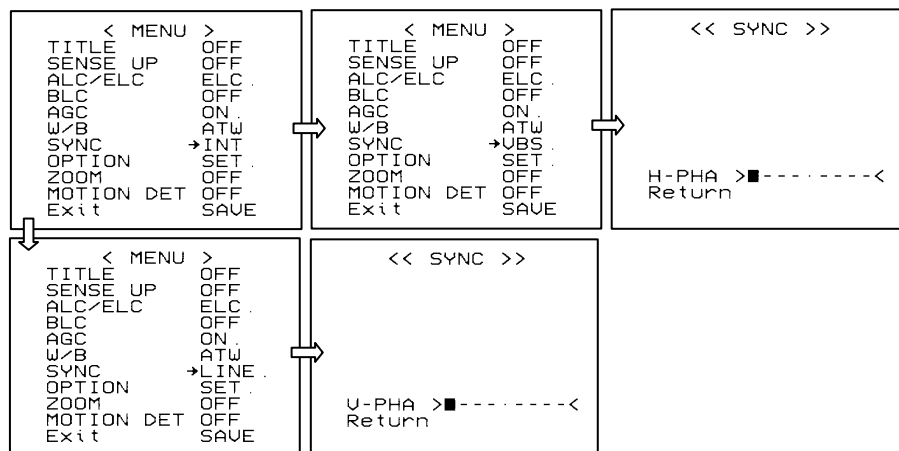 < MENU >
TITLE OFF
SENSE UP OFF
ALC/ELC ELC.
BLC OFF
AGC ON.
W/B ATW
SYNC →INT
OPTION SET.
ZOOM OFF
MOTION DET OFF
Exit SAVE
< MENU >
TITLE OFF
SENSE UP OFF
ALC/ELC ELC.
BLC OFF
AGC ON.
W/B ATW
SYNC →VBS.
OPTION SET.
ZOOM OFF
MOTION DET OFF
Exit SAVE
<< SYNC >>
H-PHA >■---·----<
Return
< MENU >
TITLE OFF
SENSE UP OFF
ALC/ELC ELC.
BLC OFF
AGC ON.
W/B ATW
SYNC →LINE.
OPTION SET.
ZOOM OFF
MOTION DET OFF
Exit SAVE
<< SYNC >>
V-PHA >■---·----<
Return